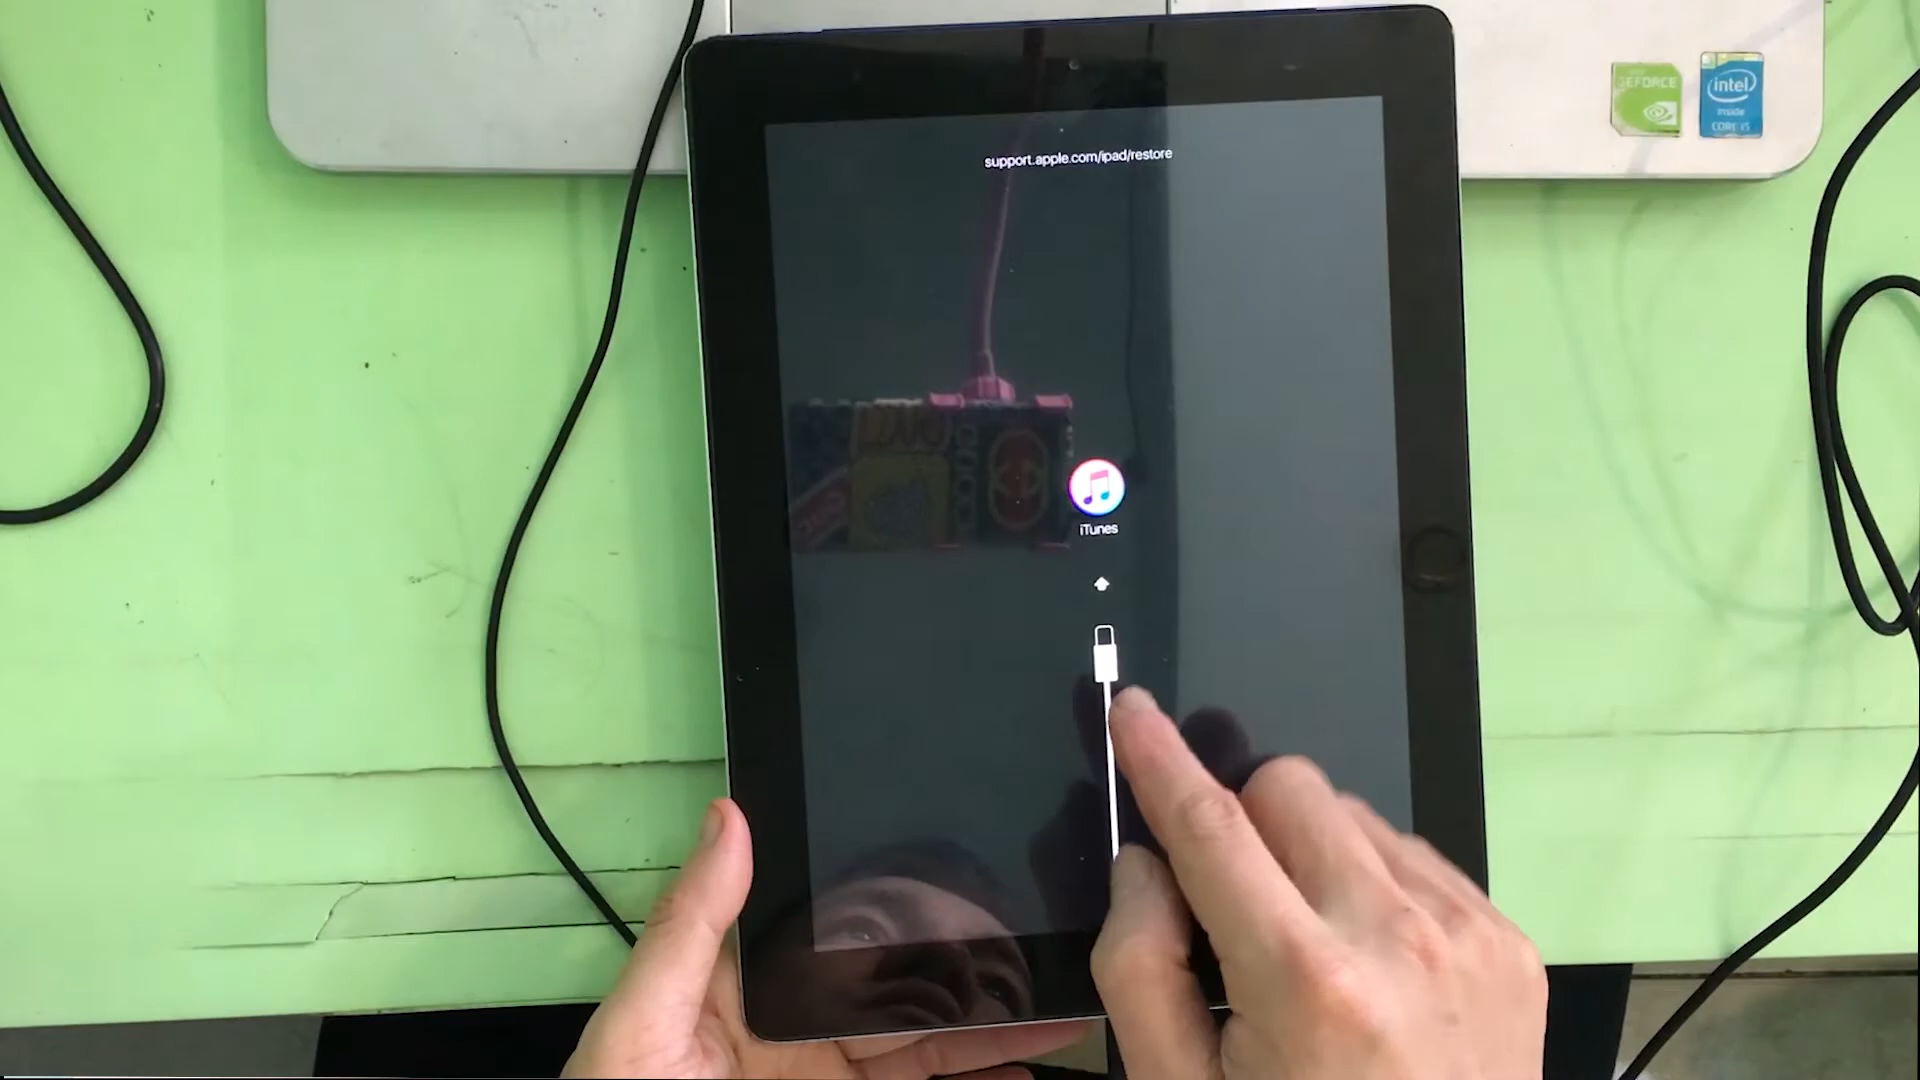 GEFORCE
intel
inside
CORE i5
support.apple.com/ipad/restore
iTunes